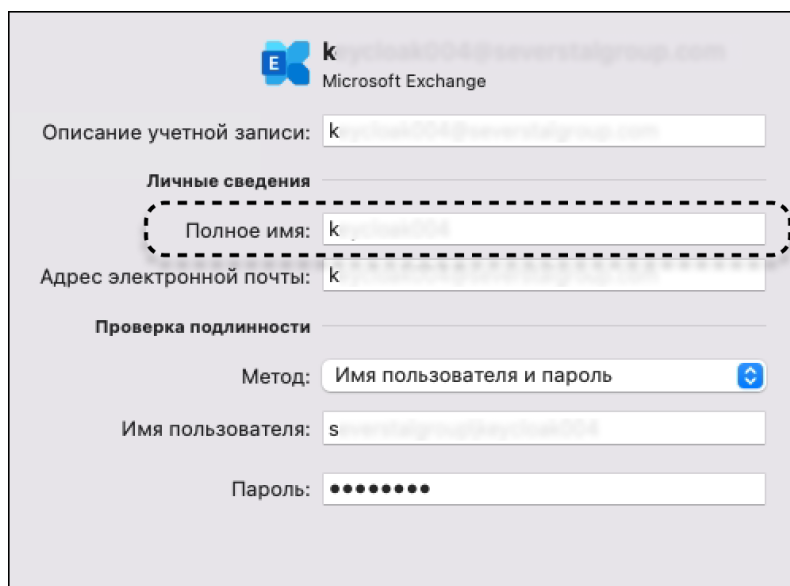 k
Microsoft Exchange
Описание учетной записи: k
Личные сведения
Полное имя: k
Адрес электронной почты: k
Проверка подлинности
Метод: Имя пользователя и пароль
Имя пользователя: s
Пароль: ••••••••